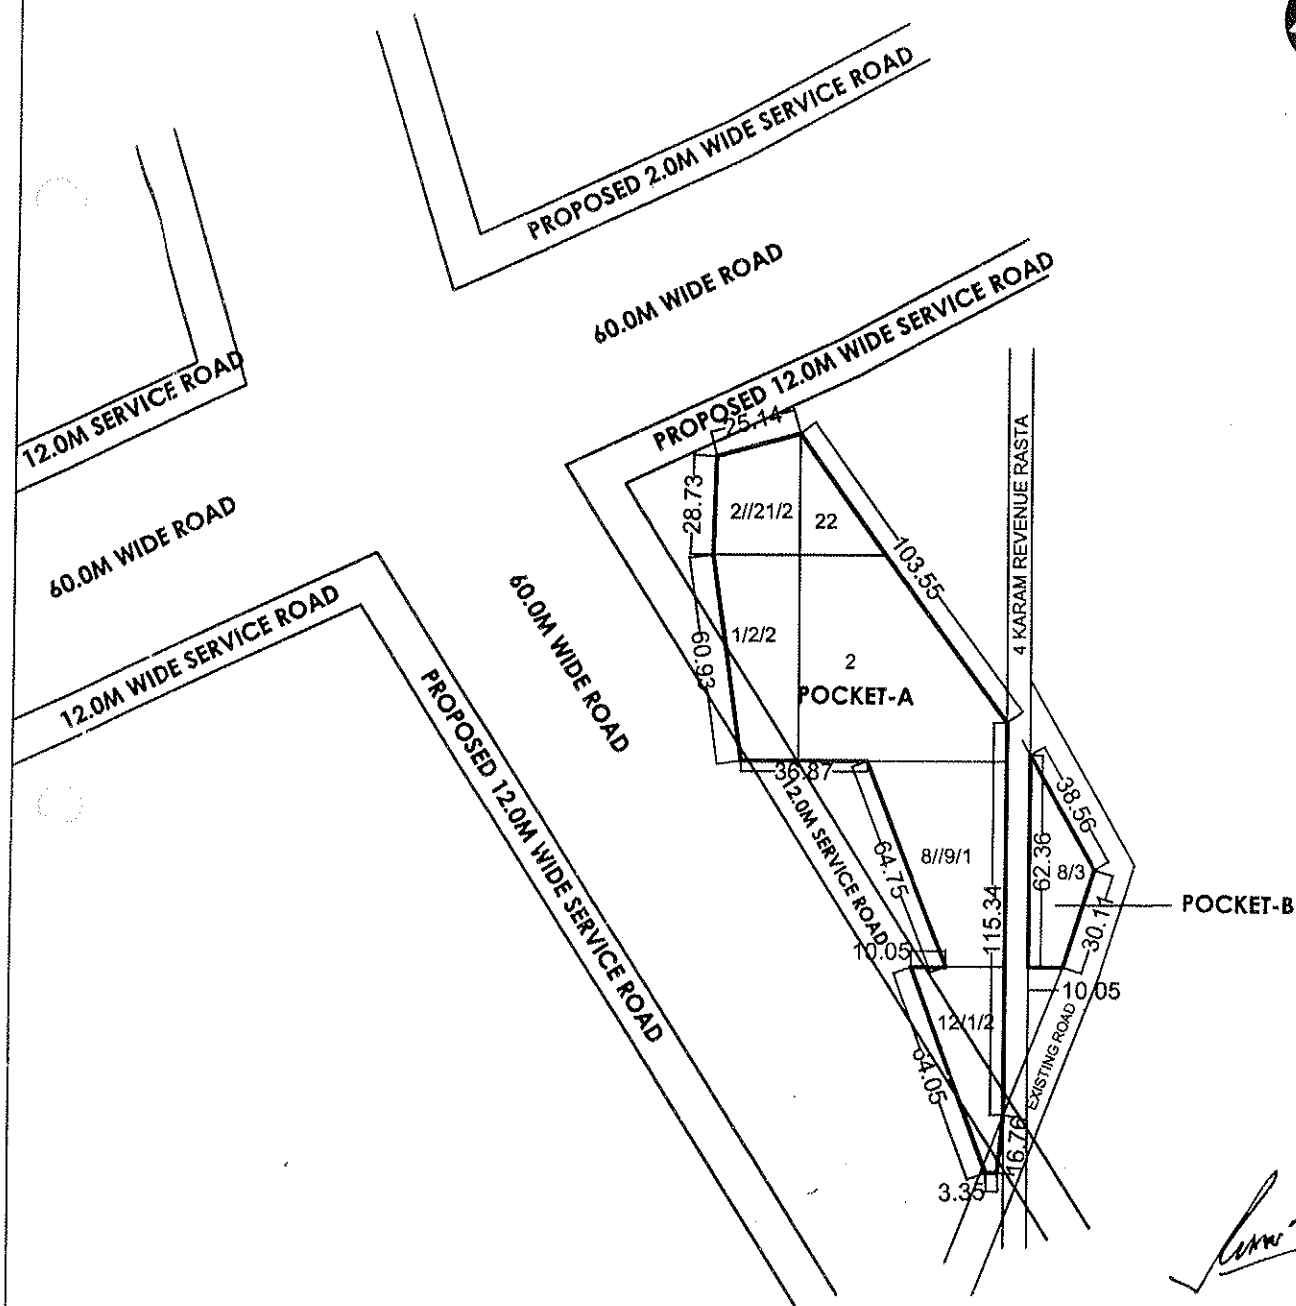 PROPOSED 2.0M WIDE SERVICE ROAD
60.0M WIDE ROAD
PROPOSED 12.0M WIDE SERVICE ROAD
12.0M SERVICE ROAD
60.0M WIDE ROAD
12.0M WIDE SERVICE ROAD
60.0M WIDE ROAD
PROPOSED 12.0M WIDE SERVICE ROAD
4 KARAM REVENUE RASTA
25.14
28.73
2//21/2
22
103.55
60.93
1/2/2
2
POCKET-A
36.87
12.0M SERVICE ROAD
64.75
8//9/1
115.34
62.36
38.56
8/3
30.11
POCKET-B
10.05
10.05
12/1/2
EXISTING ROAD
64.05
16.76
3.35